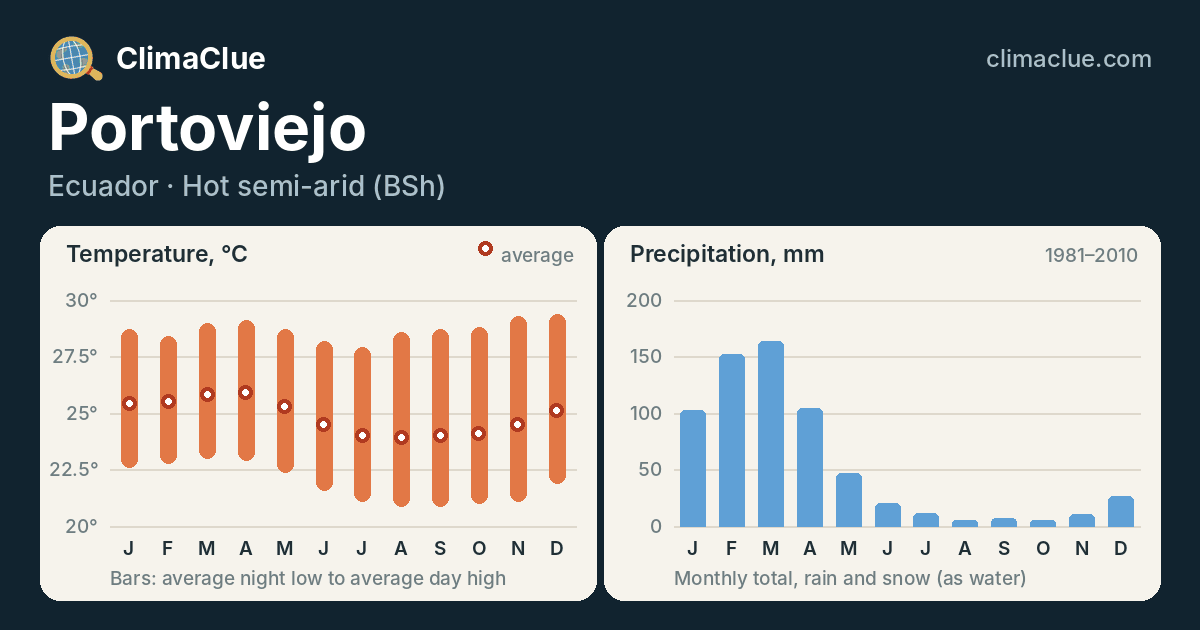 ClimaClue
climaclue.com
Portoviejo
Ecuador · Hot semi-arid (BSh)
Temperature, °C
average
30°
27.5°
25°
22.5°
20°
J F M A M J J A S O N D
Bars: average night low to average day high
Precipitation, mm
1981–2010
200
150
100
50
0
J F M A M J J A S O N D
Monthly total, rain and snow (as water)